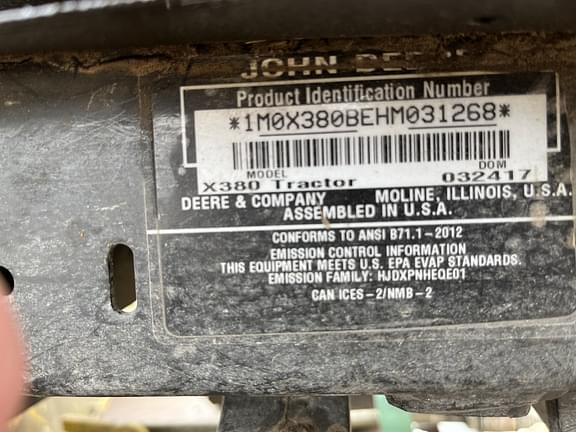 JOHN DEERE
Product Identification Number
*1M0X380BEHM031268*
MODEL DOM
X380 Tractor 032417
DEERE & COMPANY MOLINE, ILLINOIS, U.S.A.
ASSEMBLED IN U.S.A.
CONFORMS TO ANSI B71.1-2012
EMISSION CONTROL INFORMATION
THIS EQUIPMENT MEETS U.S. EPA EVAP STANDARDS.
EMISSION FAMILY: HJDXPNHEQE01
CAN ICES-2/NMB-2